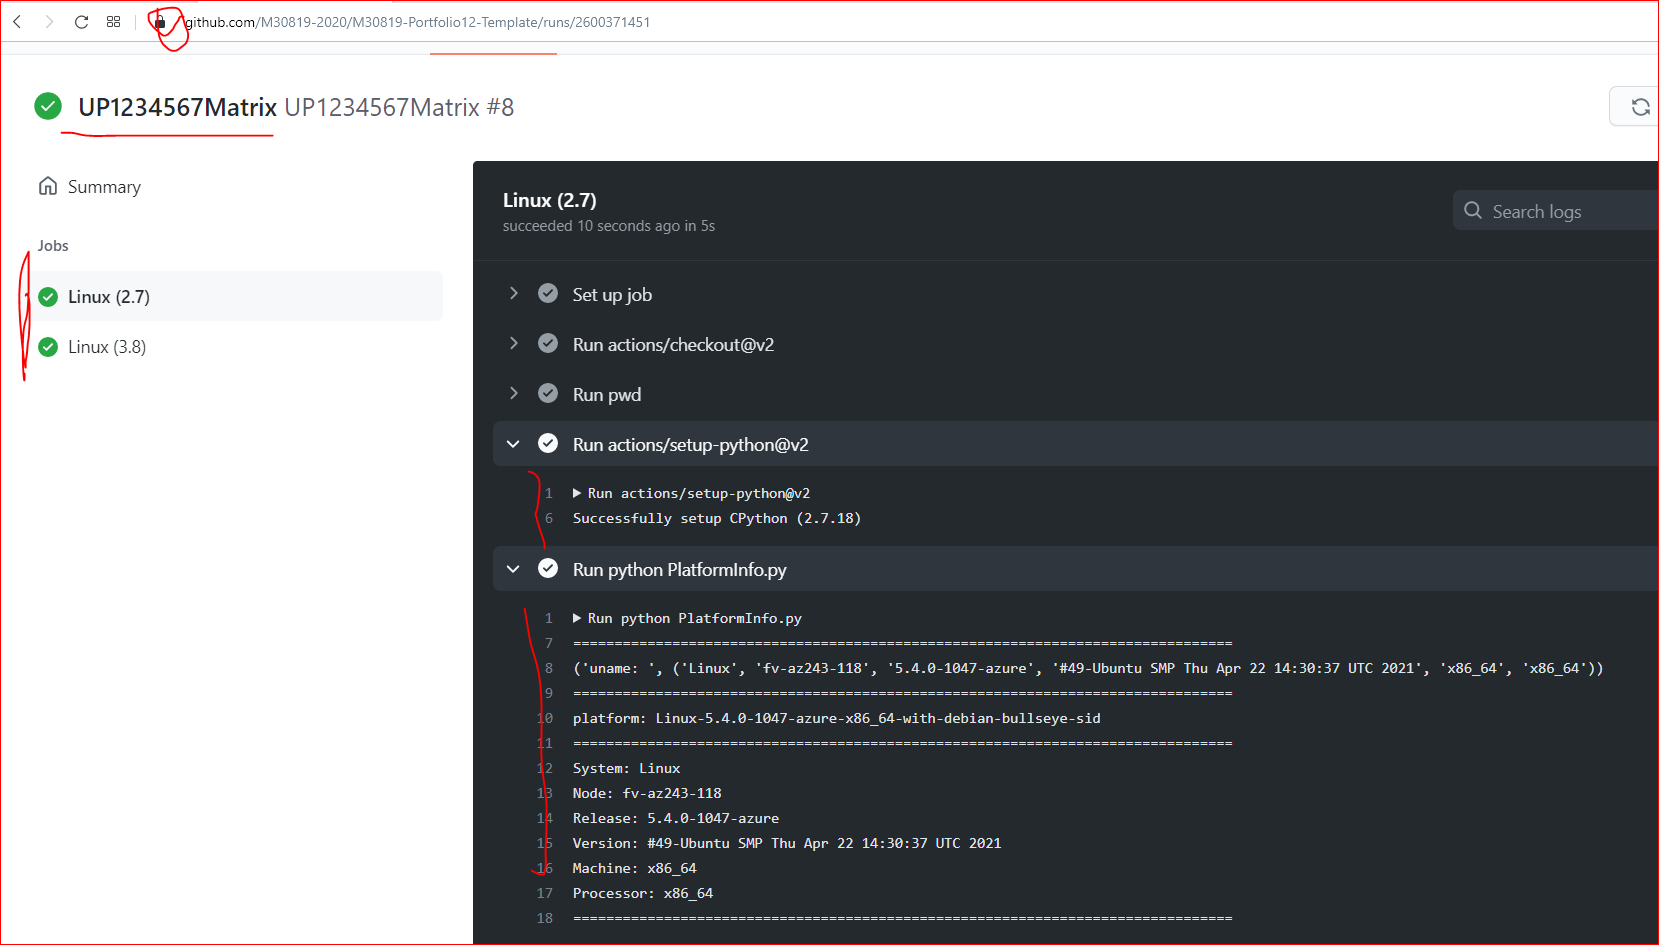 github.com/M30819-2020/M30819-Portfolio12-Template/runs/2600371451
UP1234567Matrix UP1234567Matrix #8
Summary
Jobs
Linux (2.7)
Linux (3.8)
Linux (2.7)
succeeded 10 seconds ago in 5s
Search logs
Set up job
Run actions/checkout@v2
Run pwd
Run actions/setup-python@v2
1 ▶ Run actions/setup-python@v2
6 Successfully setup CPython (2.7.18)
Run python PlatformInfo.py
1 ▶ Run python PlatformInfo.py
7 ================================================================================
8 ('uname: ', ('Linux', 'fv-az243-118', '5.4.0-1047-azure', '#49-Ubuntu SMP Thu Apr 22 14:30:37 UTC 2021', 'x86_64', 'x86_64'))
9 ================================================================================
10 platform: Linux-5.4.0-1047-azure-x86_64-with-debian-bullseye-sid
11 ================================================================================
12 System: Linux
13 Node: fv-az243-118
14 Release: 5.4.0-1047-azure
15 Version: #49-Ubuntu SMP Thu Apr 22 14:30:37 UTC 2021
16 Machine: x86_64
17 Processor: x86_64
18 ================================================================================